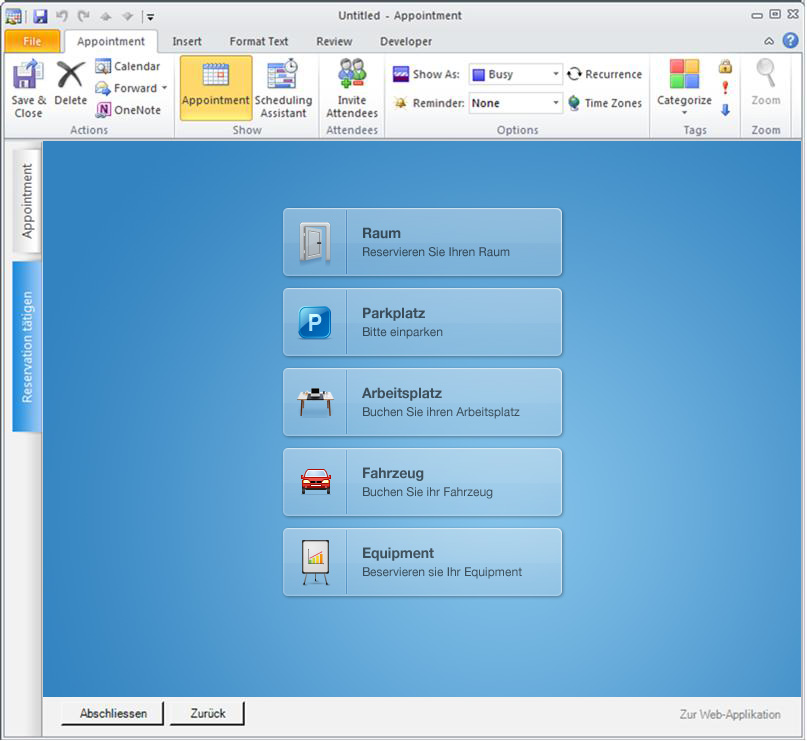 Untitled - Appointment
File
Appointment
Insert
Format Text
Review
Developer
Save &
Close
Delete
Calendar
Forward
OneNote
Actions
Appointment
Scheduling
Assistant
Show
Invite
Attendees
Attendees
Show As:
Busy
Recurrence
Reminder:
None
Time Zones
Options
Categorize
Tags
Zoom
Zoom
Appointment
Reservation tätigen
Raum
Reservieren Sie Ihren Raum
P
Parkplatz
Bitte einparken
Arbeitsplatz
Buchen Sie ihren Arbeitsplatz
Fahrzeug
Buchen Sie ihr Fahrzeug
Equipment
Beservieren sie Ihr Equipment
Abschliessen
Zurück
Zur Web-Applikation